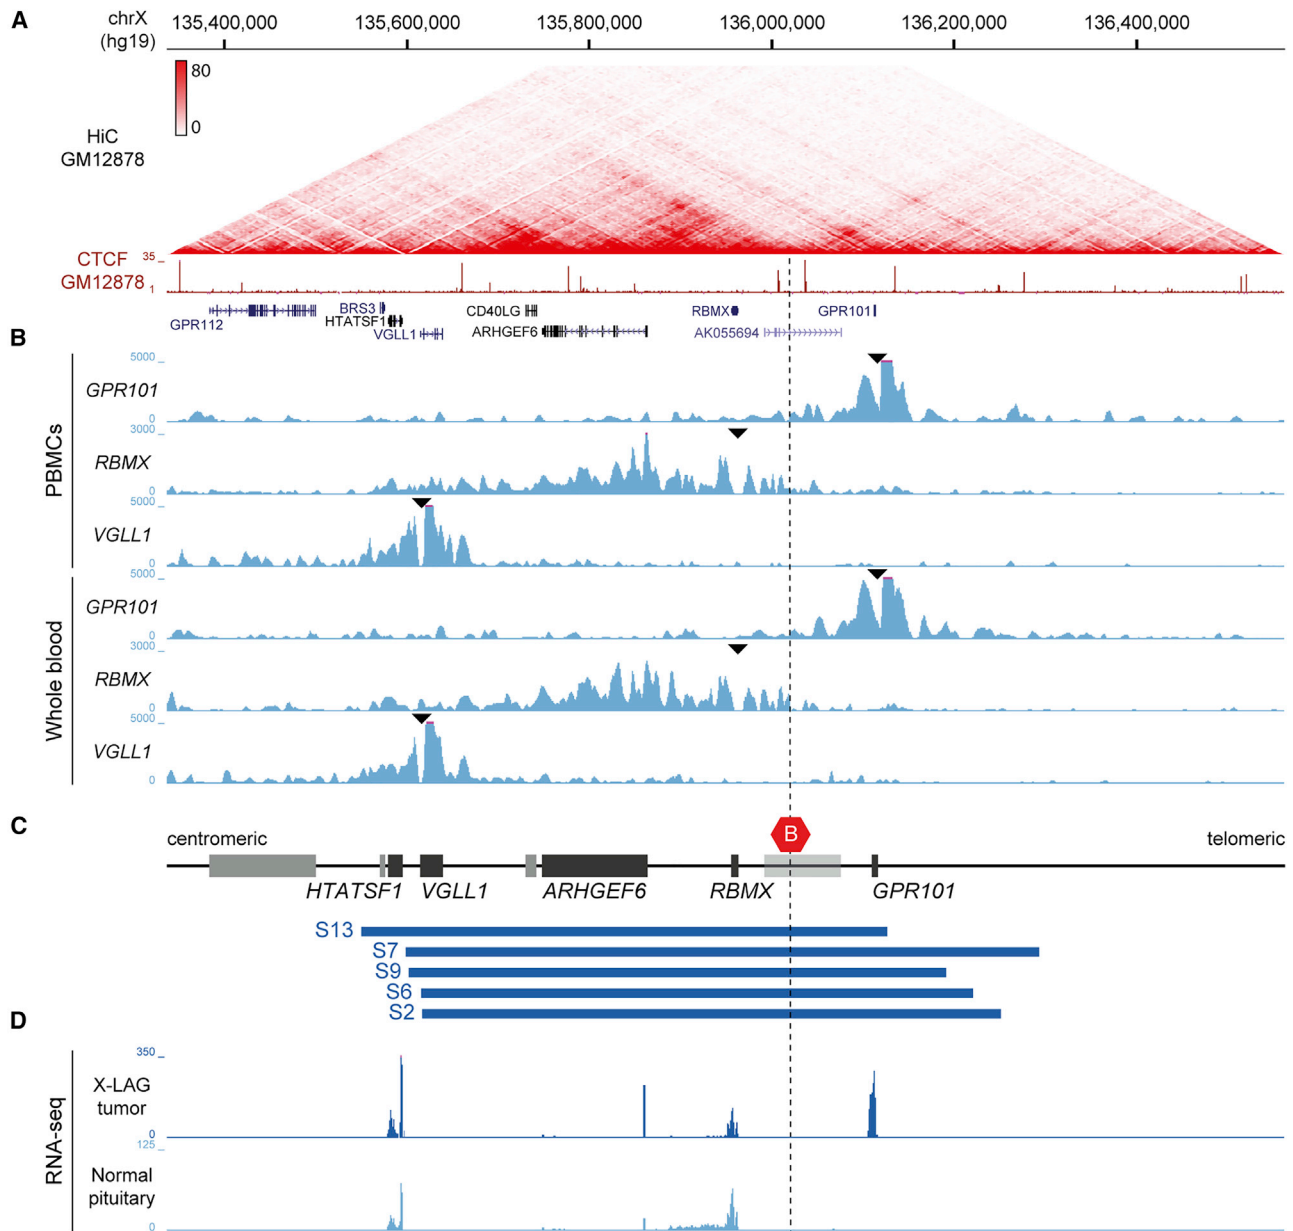 A
chrX
(hg19)
135,400,000 135,600,000 135,800,000 136,000,000 136,200,000 136,400,000
80
0
HiC
GM12878
CTCF 35
GM12878 1
GPR112
BRS3
HTATSF1
VGLL1
CD40LG
ARHGEF6
RBMX
AK055694
GPR101
B
PBMCs
5000
GPR101
0
3000
RBMX
0
5000
VGLL1
0
Whole blood
5000
GPR101
0
3000
RBMX
0
5000
VGLL1
0
C
centromeric
B
telomeric
HTATSF1 VGLL1 ARHGEF6 RBMX GPR101
S13
S7
S9
S6
S2
D
RNA-seq
350
X-LAG
tumor
0
125
Normal
pituitary
0